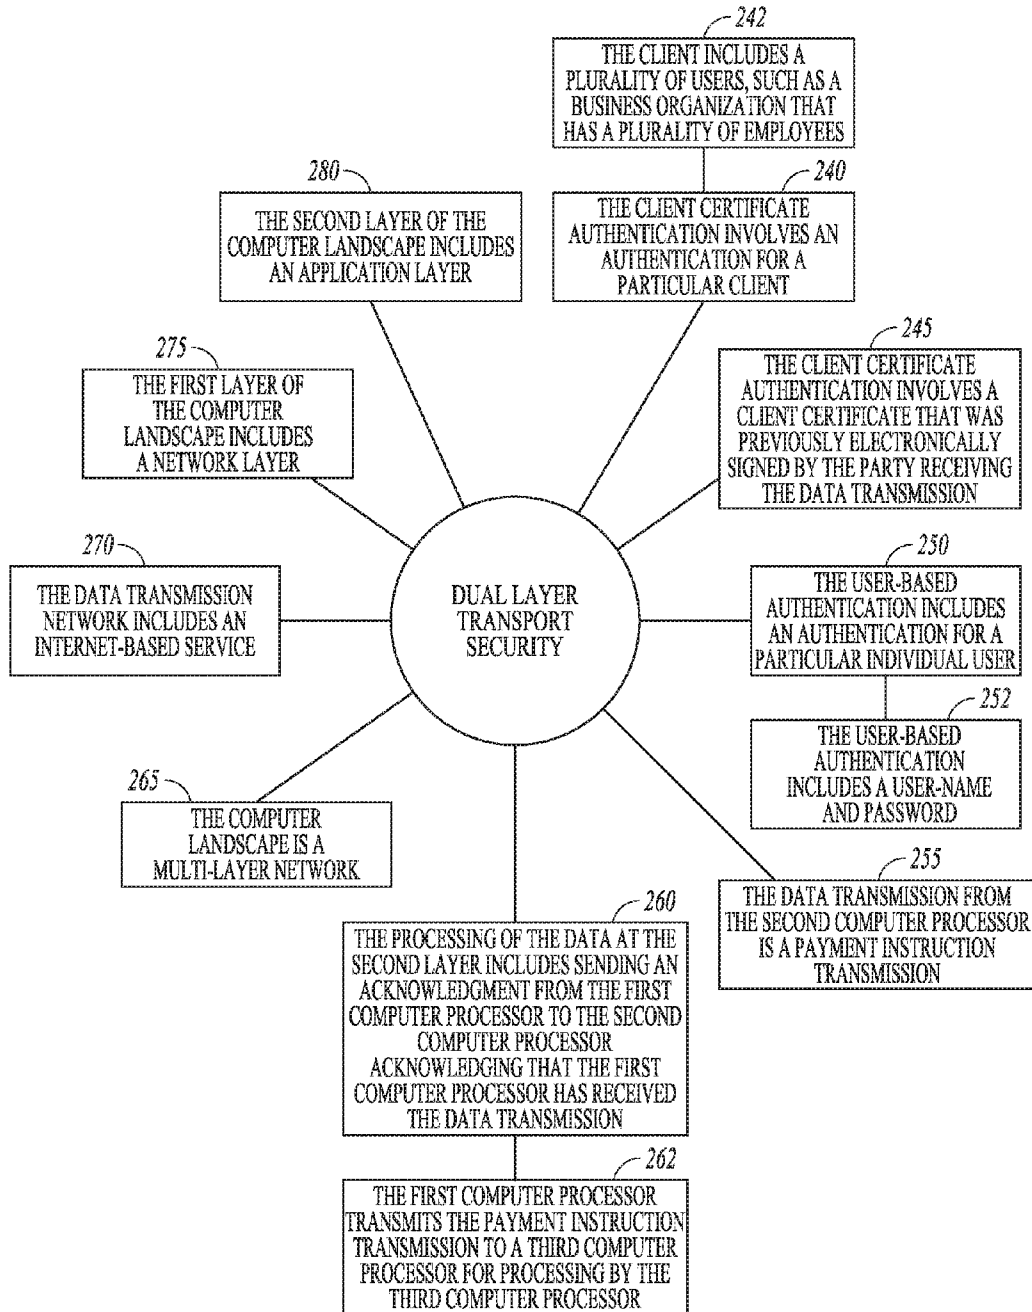 242
THE CLIENT INCLUDES A
PLURALITY OF USERS, SUCH AS A
BUSINESS ORGANIZATION THAT
HAS A PLURALITY OF EMPLOYEES
280
THE SECOND LAYER OF THE
COMPUTER LANDSCAPE INCLUDES
AN APPLICATION LAYER
240
THE CLIENT CERTIFICATE
AUTHENTICATION INVOLVES AN
AUTHENTICATION FOR A
PARTICULAR CLIENT
275
THE FIRST LAYER OF
THE COMPUTER
LANDSCAPE INCLUDES
A NETWORK LAYER
245
THE CLIENT CERTIFICATE
AUTHENTICATION INVOLVES A
CLIENT CERTIFICATE THAT WAS
PREVIOUSLY ELECTRONICALLY
SIGNED BY THE PARTY RECEIVING
THE DATA TRANSMISSION
270
THE DATA TRANSMISSION
NETWORK INCLUDES AN
INTERNET-BASED SERVICE
DUAL LAYER
TRANSPORT
SECURITY
250
THE USER-BASED
AUTHENTICATION INCLUDES
AN AUTHENTICATION FOR A
PARTICULAR INDIVIDUAL USER
252
THE USER-BASED
AUTHENTICATION
INCLUDES A USER-NAME
AND PASSWORD
265
THE COMPUTER
LANDSCAPE IS A
MULTI-LAYER NETWORK
255
THE DATA TRANSMISSION FROM
THE SECOND COMPUTER PROCESSOR
IS A PAYMENT INSTRUCTION
TRANSMISSION
260
THE PROCESSING OF THE DATA AT THE
SECOND LAYER INCLUDES SENDING AN
ACKNOWLEDGMENT FROM THE FIRST
COMPUTER PROCESSOR TO THE SECOND
COMPUTER PROCESSOR
ACKNOWLEDGING THAT THE FIRST
COMPUTER PROCESSOR HAS RECEIVED
THE DATA TRANSMISSION
262
THE FIRST COMPUTER PROCESSOR
TRANSMITS THE PAYMENT INSTRUCTION
TRANSMISSION TO A THIRD COMPUTER
PROCESSOR FOR PROCESSING BY THE
THIRD COMPUTER PROCESSOR